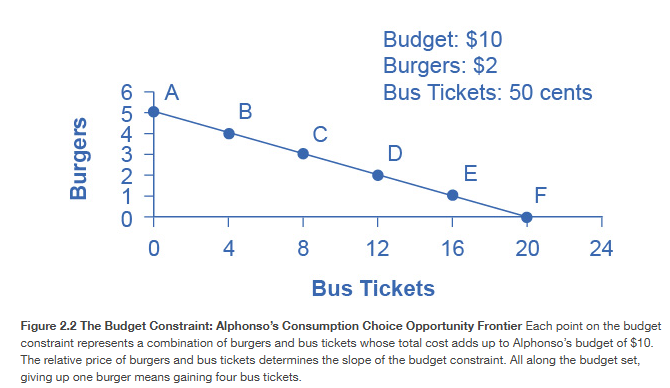 Budget: $10
Burgers: $2
Bus Tickets: 50 cents
6
5
4
3
2
1
0
A
B
C
D
E
F
Burgers
0 4 8 12 16 20 24
Bus Tickets
Figure 2.2 The Budget Constraint: Alphonso's Consumption Choice Opportunity Frontier Each point on the budget
constraint represents a combination of burgers and bus tickets whose total cost adds up to Alphonso's budget of $10.
The relative price of burgers and bus tickets determines the slope of the budget constraint. All along the budget set,
giving up one burger means gaining four bus tickets.